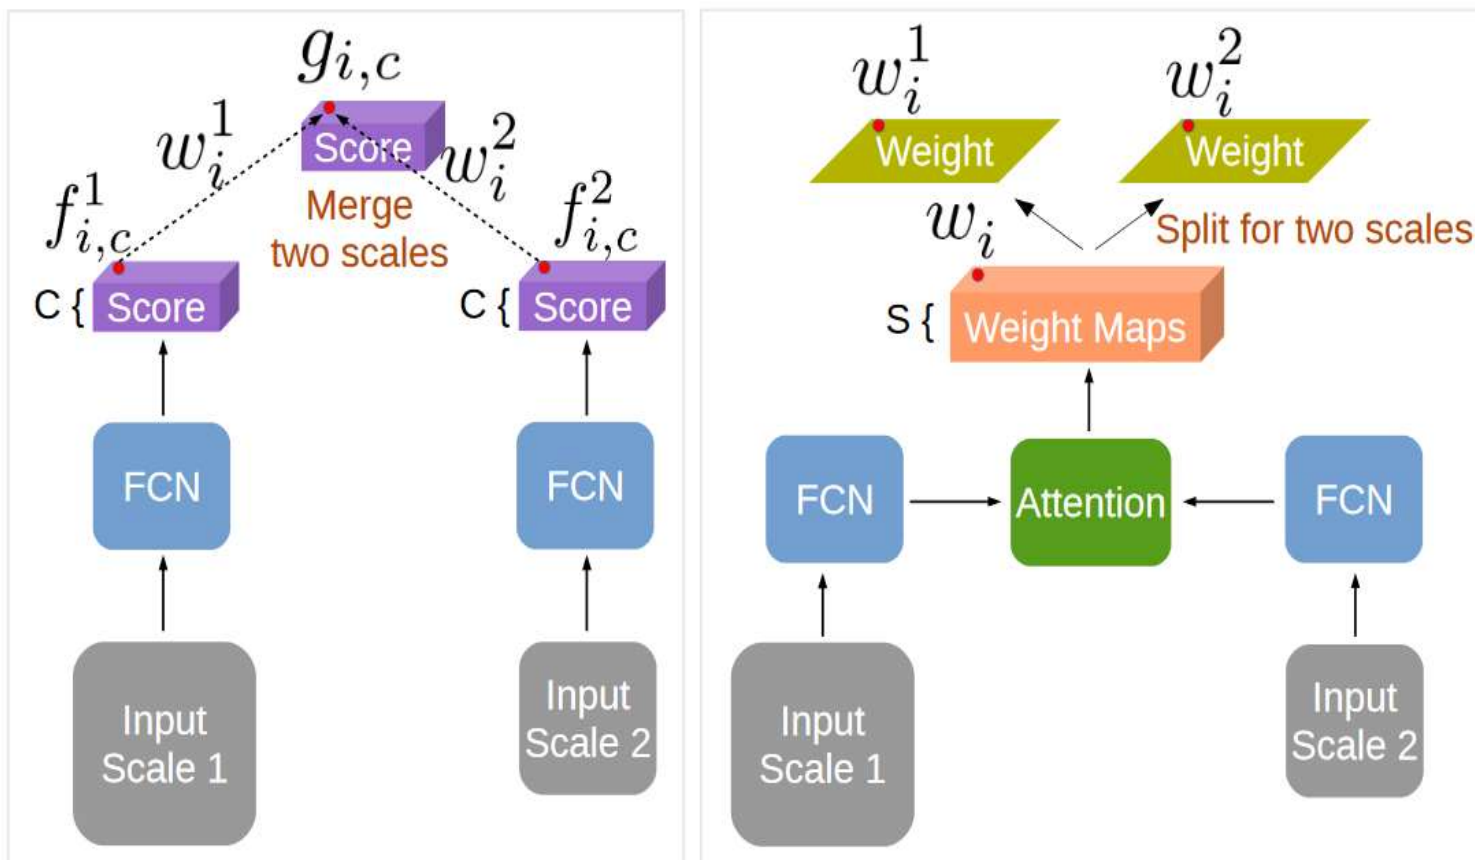 g_{i,c}
w_i^1
Score
w_i^2
f_{i,c}^1
Merge
two scales
f_{i,c}^2
C {
Score
C {
Score
FCN
FCN
Input
Scale 1
Input
Scale 2
w_i^1
w_i^2
Weight
Weight
w_i
Split for two scales
S {
Weight Maps
FCN
Attention
FCN
Input
Scale 1
Input
Scale 2